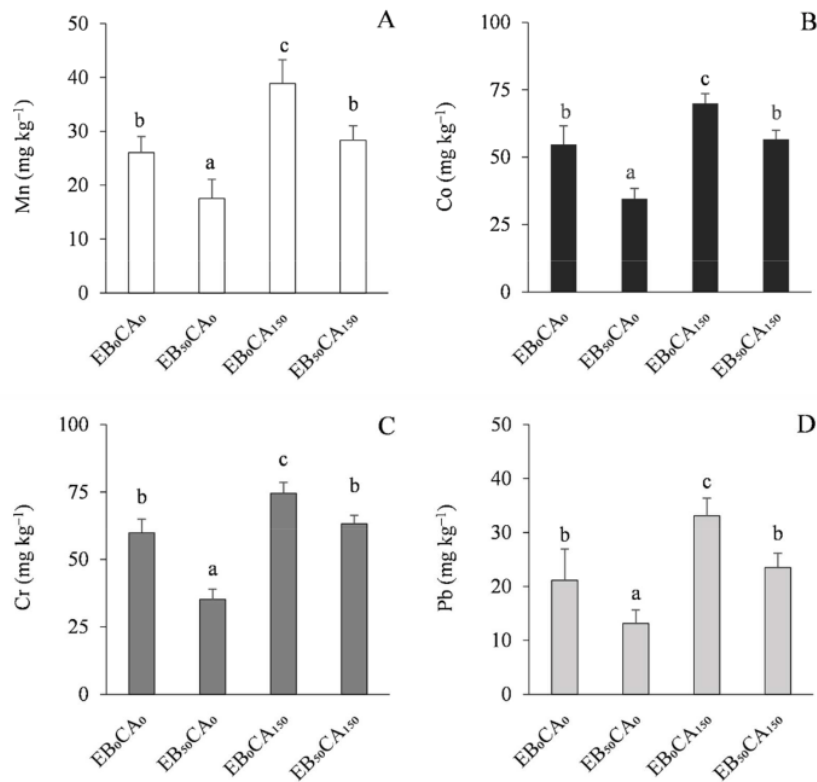 A
Mn (mg kg⁻¹)
50
40
30
20
10
0
b
a
c
b
EB₀CA₀
EB₅₀CA₀
EB₀CA₁₅₀
EB₅₀CA₁₅₀
B
Co (mg kg⁻¹)
100
75
50
25
0
b
a
c
b
EB₀CA₀
EB₅₀CA₀
EB₀CA₁₅₀
EB₅₀CA₁₅₀
C
Cr (mg kg⁻¹)
100
75
50
25
0
b
a
c
b
EB₀CA₀
EB₅₀CA₀
EB₀CA₁₅₀
EB₅₀CA₁₅₀
D
Pb (mg kg⁻¹)
50
40
30
20
10
0
b
a
c
b
EB₀CA₀
EB₅₀CA₀
EB₀CA₁₅₀
EB₅₀CA₁₅₀